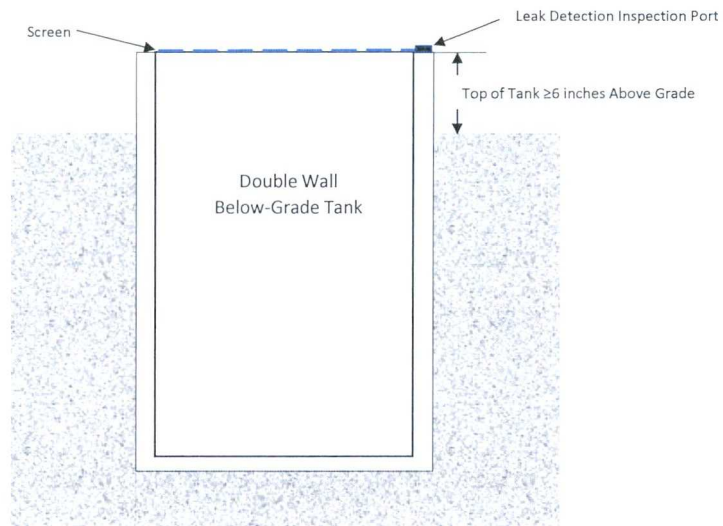 Leak Detection Inspection Port
Screen
Top of Tank ≥6 inches Above Grade
Double Wall
Below-Grade Tank